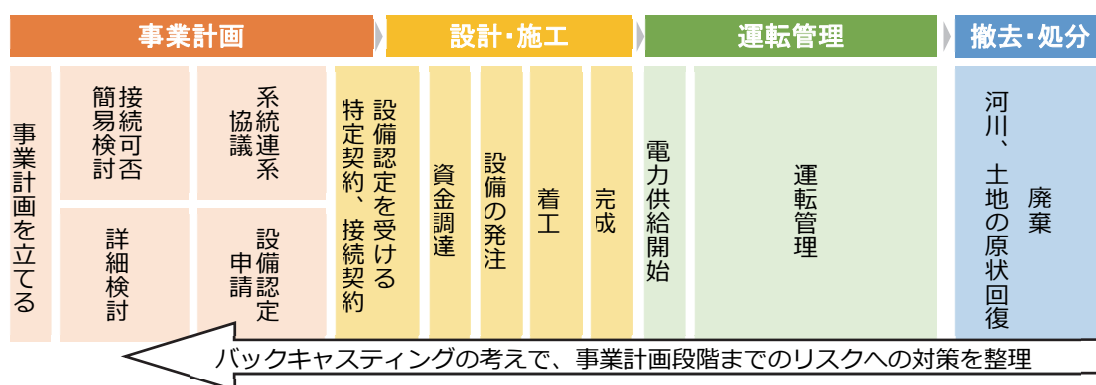 事業計画
設計・施工
運転管理
撤去・処分
事業計画を立てる
接続可否
簡易検討
詳細検討
系統連系
協議
設備認定
申請
設備認定を受ける
特定契約、接続契約
資金調達
設備の発注
着工
完成
電力供給開始
運転管理
廃棄
河川、土地の原状回復
バックキャスティングの考えで、事業計画段階までのリスクへの対策を整理